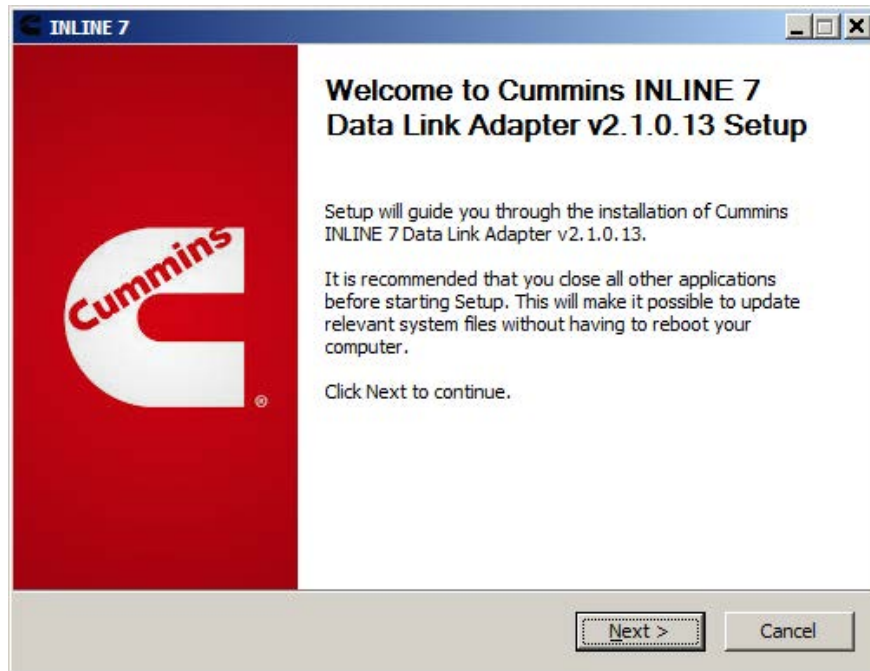 INLINE 7
Welcome to Cummins INLINE 7
Data Link Adapter v2.1.0.13 Setup
Setup will guide you through the installation of Cummins
INLINE 7 Data Link Adapter v2.1.0.13.
It is recommended that you close all other applications
before starting Setup. This will make it possible to update
relevant system files without having to reboot your
computer.
Click Next to continue.
Cummins
®
Next >
Cancel